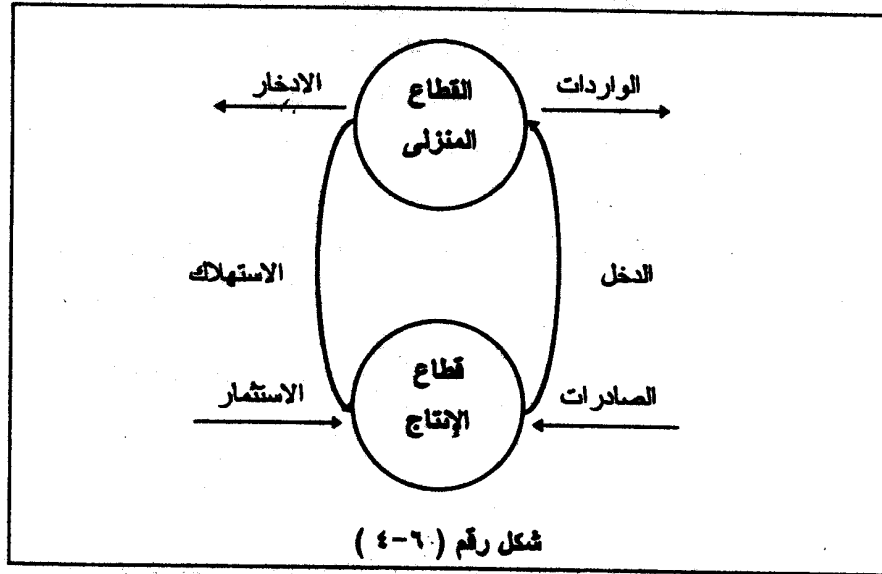 الواردات
القطاع
المنزلى
الادخار
الدخل
الاستهلاك
الصادرات
قطاع
الإنتاج
الاستثمار
شكل رقم ( ٦-٤ )